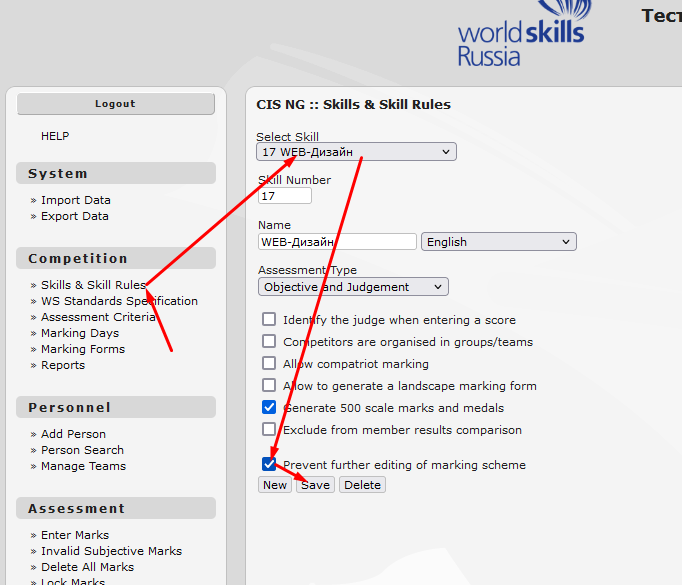 world skills
Russia
Тест
Logout
HELP
System
» Import Data
» Export Data
Competition
» Skills & Skill Rules
» WS Standards Specification
» Assessment Criteria
» Marking Days
» Marking Forms
» Reports
Personnel
» Add Person
» Person Search
» Manage Teams
Assessment
» Enter Marks
» Invalid Subjective Marks
» Delete All Marks
» Lock Marks
CIS NG :: Skills & Skill Rules
Select Skill
17 WEB-Дизайн
Skill Number
17
Name
WEB-Дизайн English
Assessment Type
Objective and Judgement
Identify the judge when entering a score
Competitors are organised in groups/teams
Allow compatriot marking
Allow to generate a landscape marking form
Generate 500 scale marks and medals
Exclude from member results comparison
Prevent further editing of marking scheme
New Save Delete